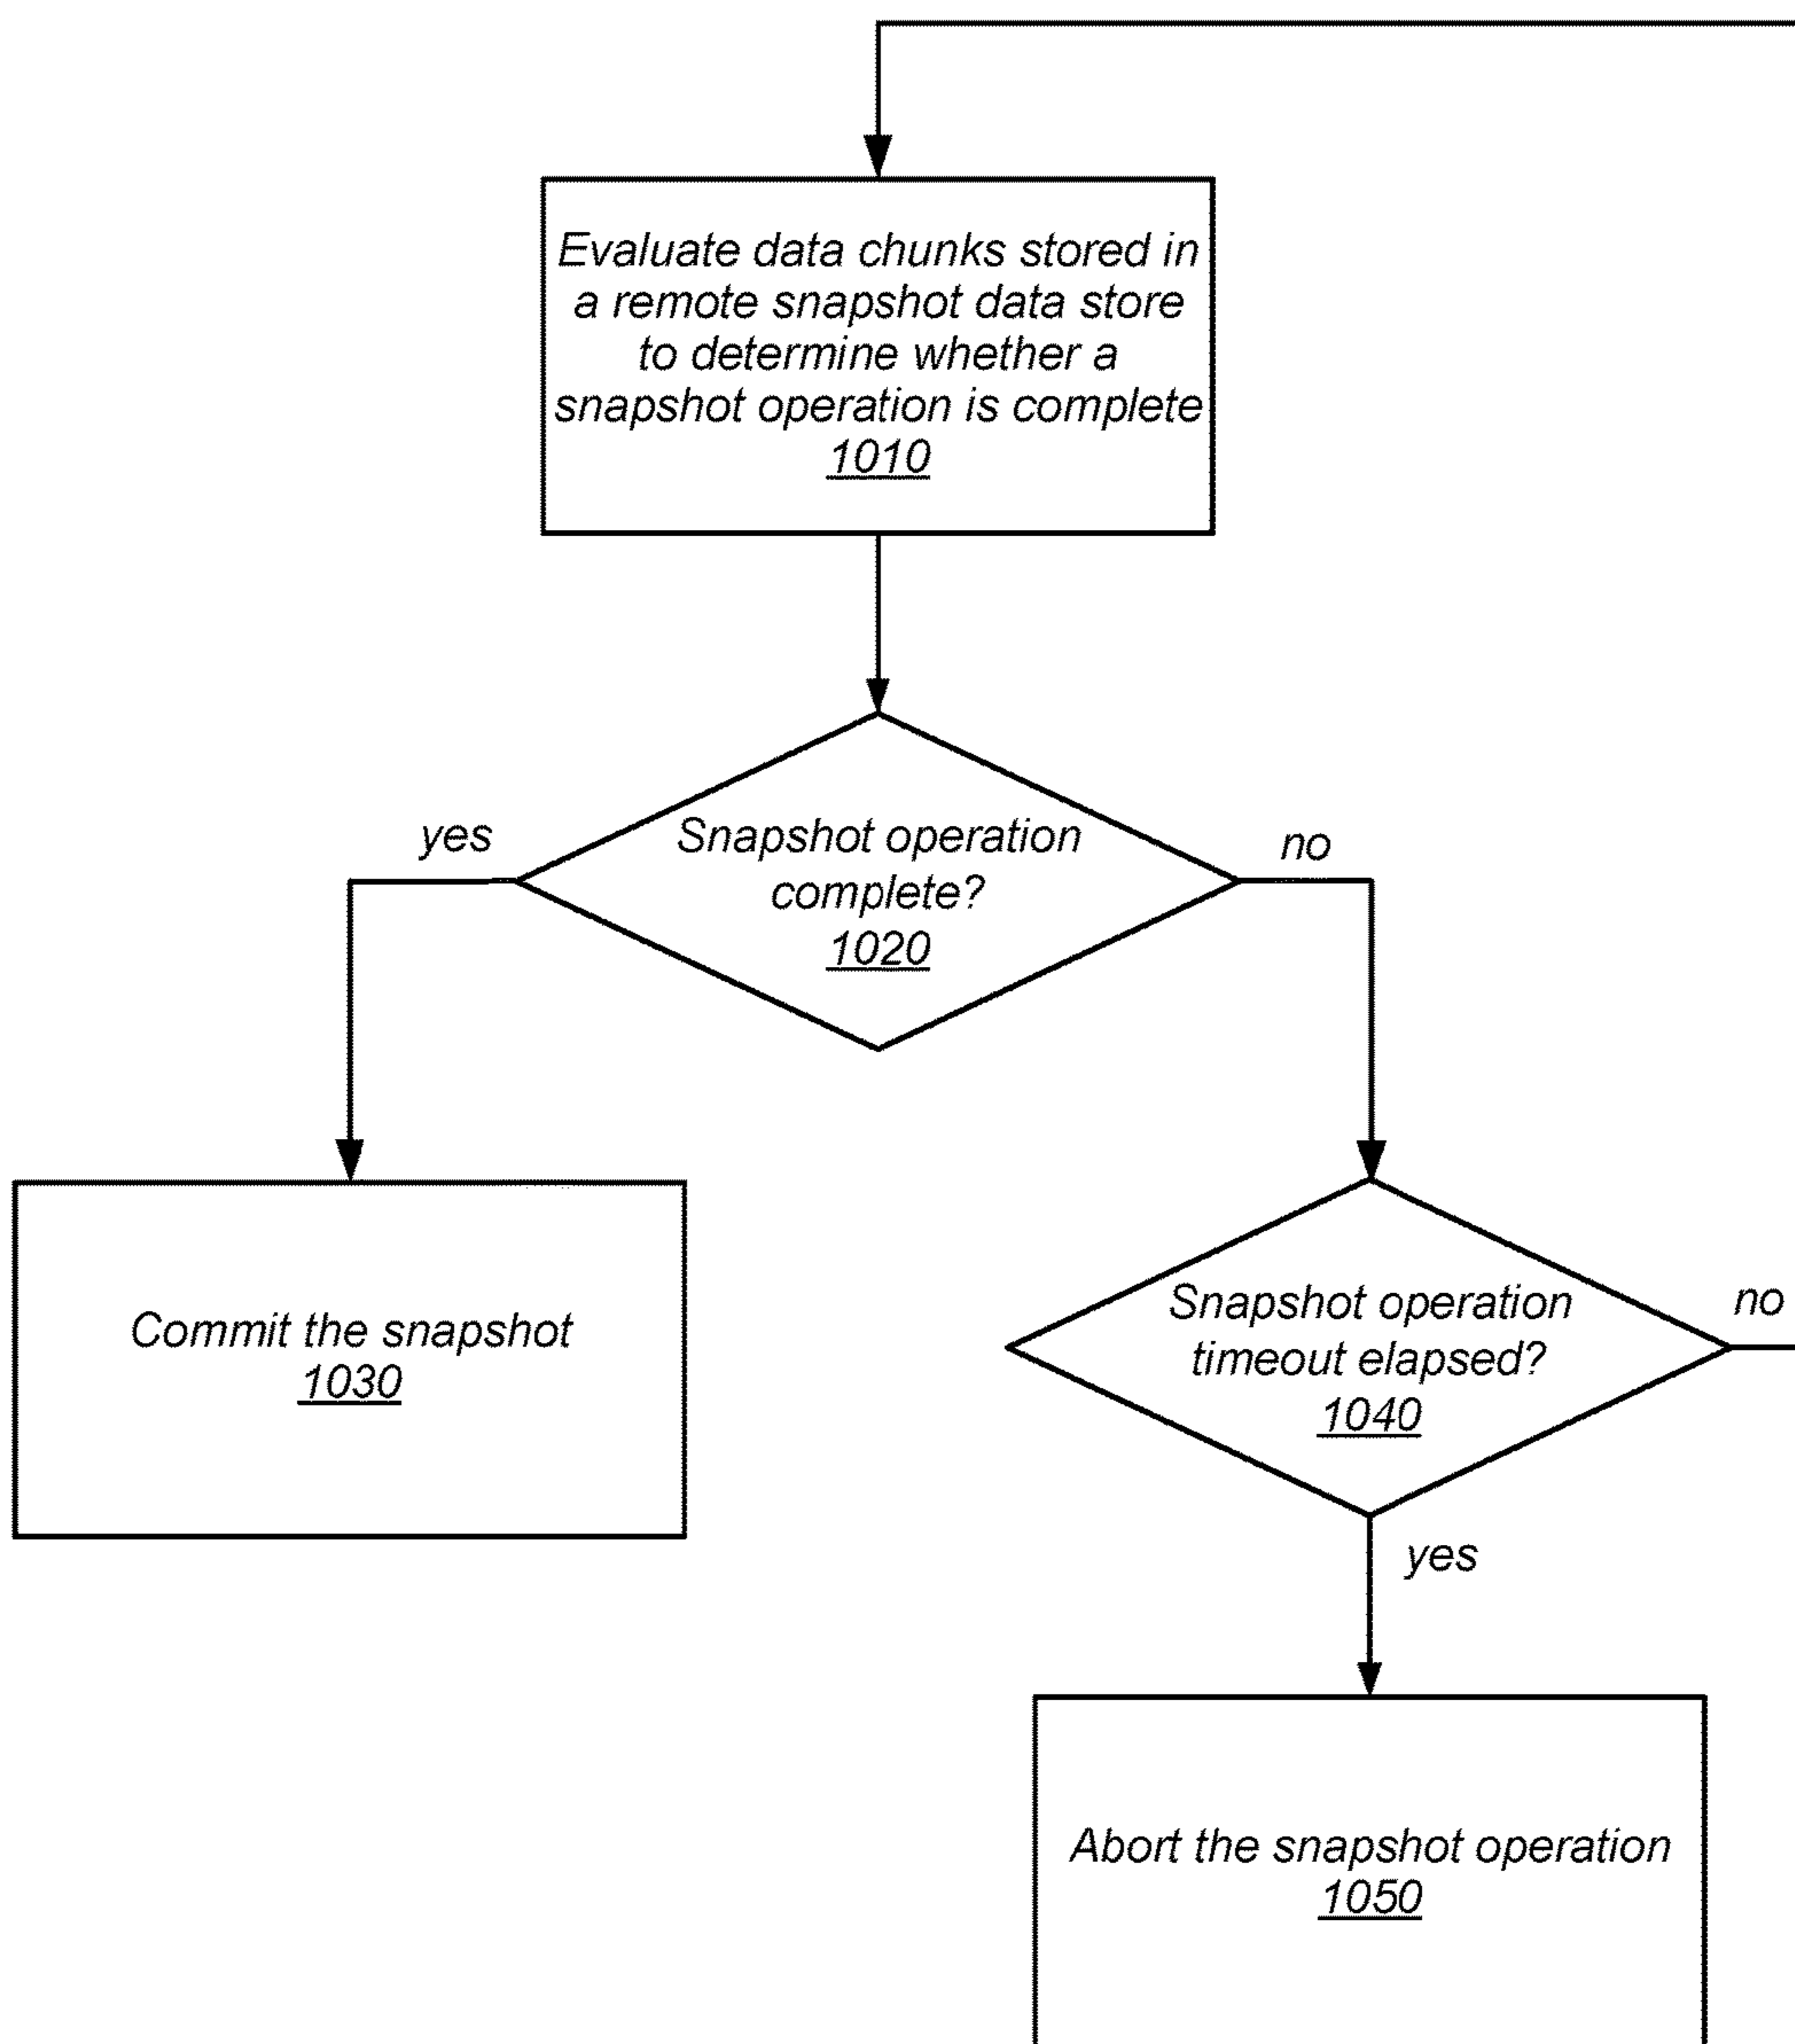 Evaluate data chunks stored in
a remote snapshot data store
to determine whether a
snapshot operation is complete
1010
yes
Snapshot operation
complete?
1020
no
Commit the snapshot
1030
Snapshot operation
timeout elapsed?
1040
no
yes
Abort the snapshot operation
1050